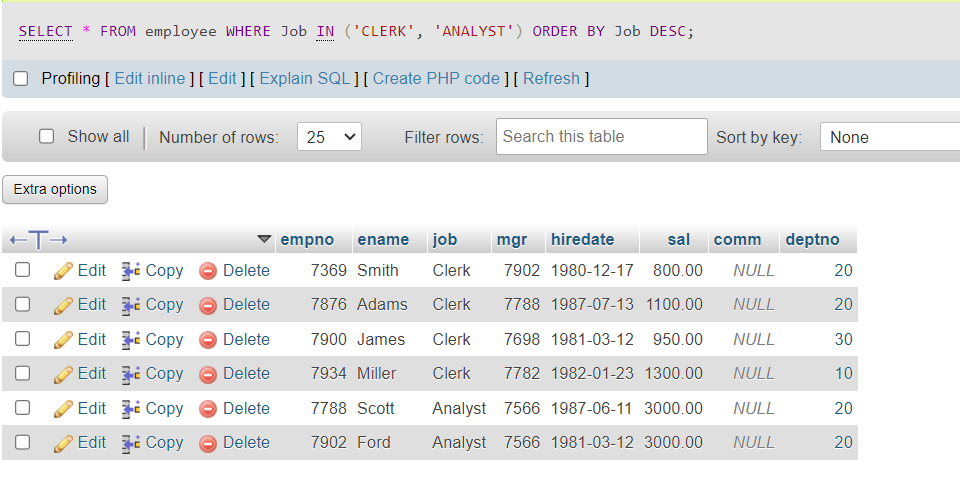 SELECT * FROM employee WHERE Job IN ('CLERK', 'ANALYST') ORDER BY Job DESC;
Profiling [ Edit inline ] [ Edit ] [ Explain SQL ] [ Create PHP code ] [ Refresh ]
Show all Number of rows: 25 Filter rows: Search this table Sort by key: None
Extra options
empno ename job mgr hiredate sal comm deptno
Edit Copy Delete 7369 Smith Clerk 7902 1980-12-17 800.00 NULL 20
Edit Copy Delete 7876 Adams Clerk 7788 1987-07-13 1100.00 NULL 20
Edit Copy Delete 7900 James Clerk 7698 1981-03-12 950.00 NULL 30
Edit Copy Delete 7934 Miller Clerk 7782 1982-01-23 1300.00 NULL 10
Edit Copy Delete 7788 Scott Analyst 7566 1987-06-11 3000.00 NULL 20
Edit Copy Delete 7902 Ford Analyst 7566 1981-03-12 3000.00 NULL 20